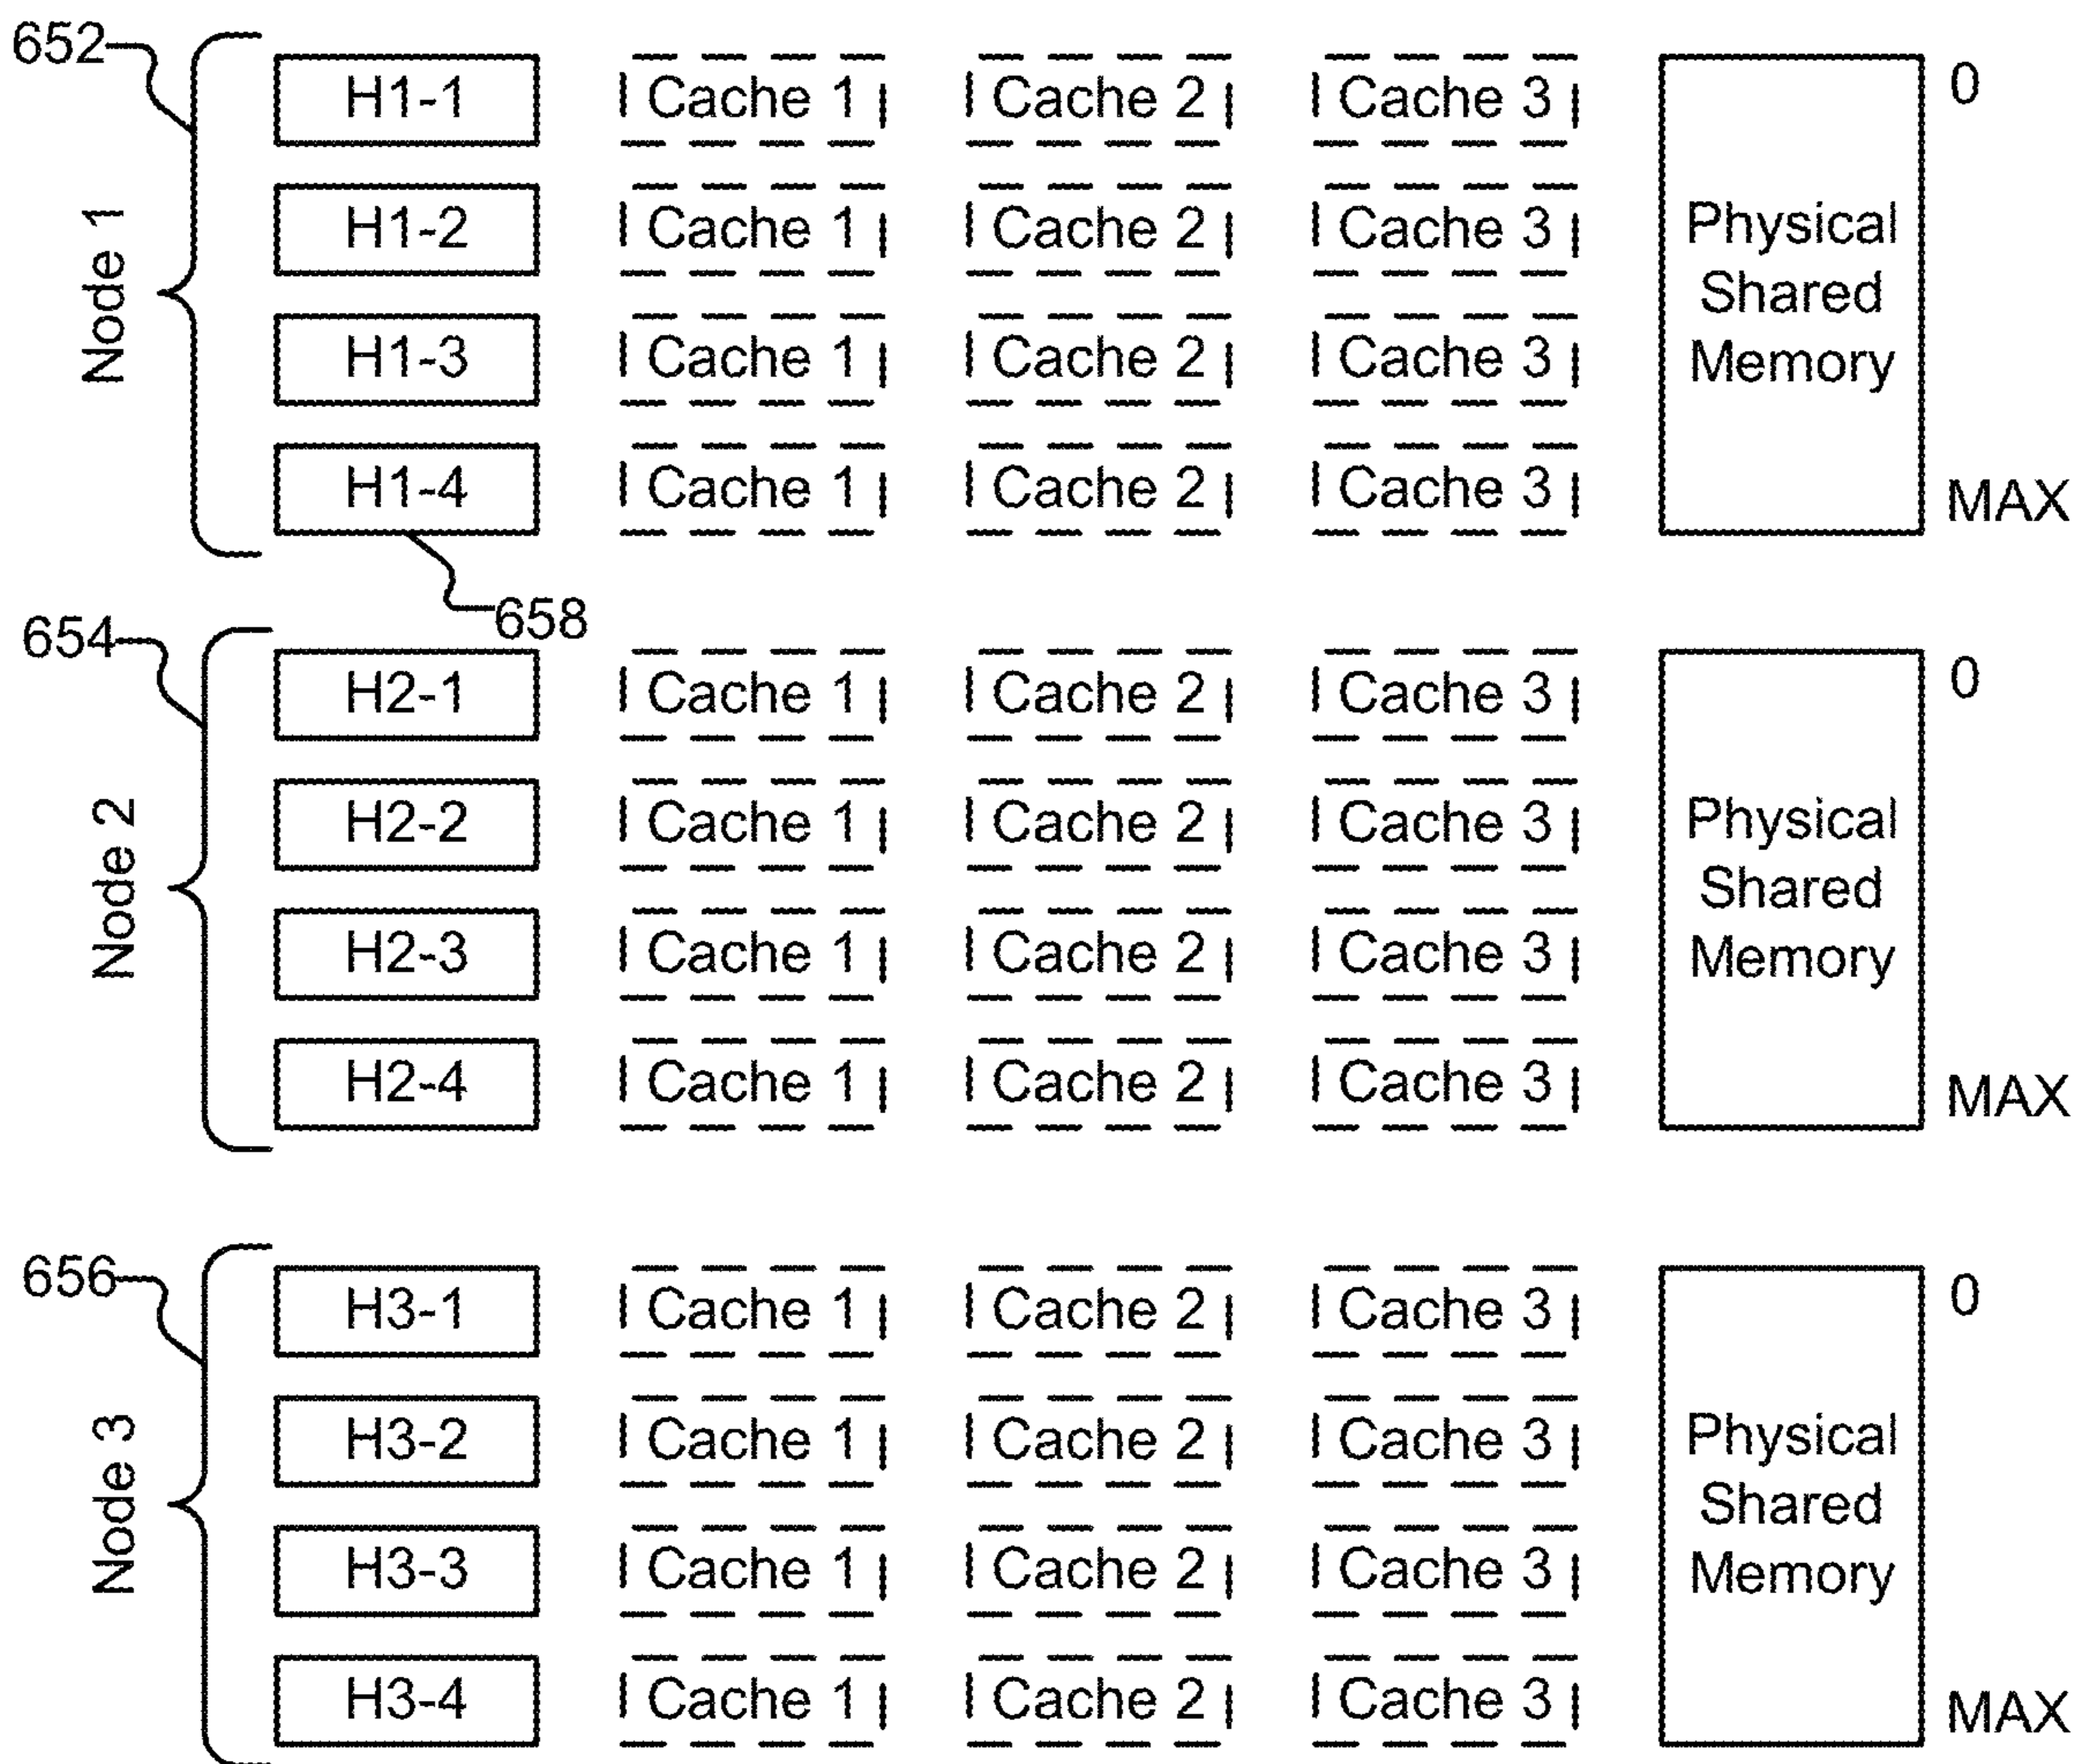 652
H1-1 Cache 1 Cache 2 Cache 3 0
H1-2 Cache 1 Cache 2 Cache 3
Node 1
Physical
Shared
Memory
H1-3 Cache 1 Cache 2 Cache 3
H1-4 Cache 1 Cache 2 Cache 3 MAX
658
654
H2-1 Cache 1 Cache 2 Cache 3 0
H2-2 Cache 1 Cache 2 Cache 3
Node 2
Physical
Shared
Memory
H2-3 Cache 1 Cache 2 Cache 3
H2-4 Cache 1 Cache 2 Cache 3 MAX
656
H3-1 Cache 1 Cache 2 Cache 3 0
H3-2 Cache 1 Cache 2 Cache 3
Node 3
Physical
Shared
Memory
H3-3 Cache 1 Cache 2 Cache 3
H3-4 Cache 1 Cache 2 Cache 3 MAX